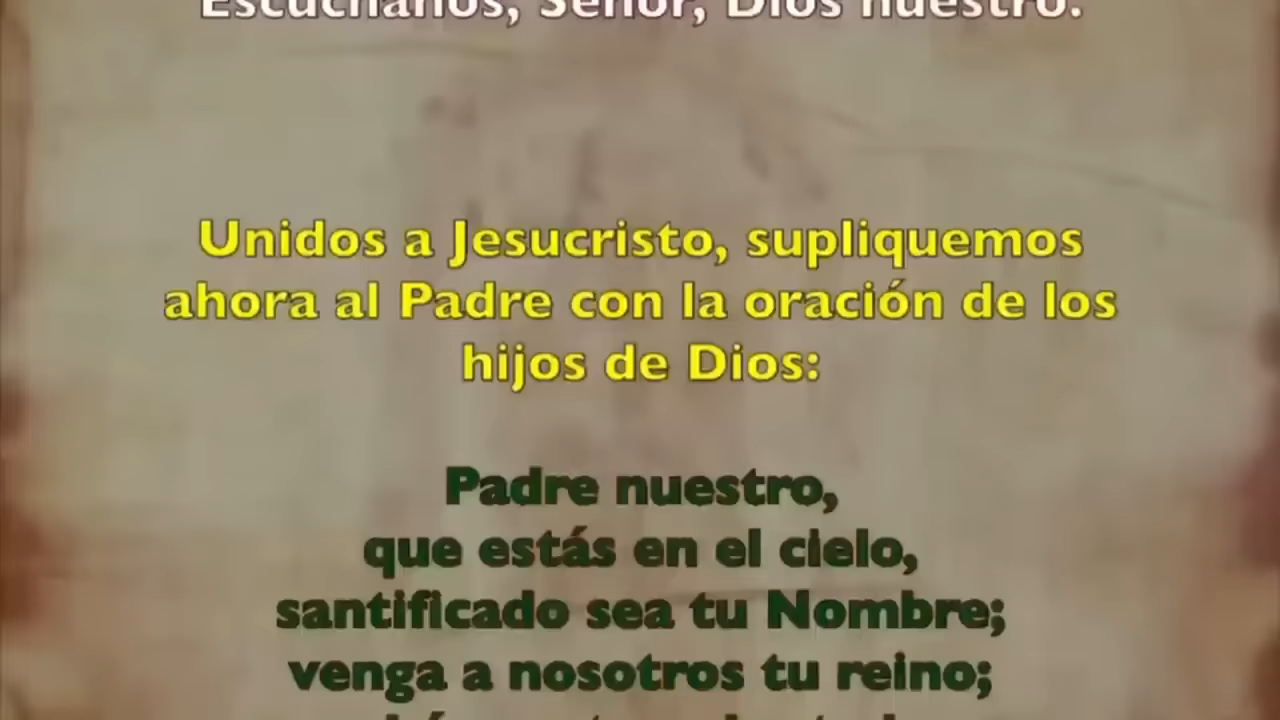 Escúchanos, Señor, Dios nuestro.
Unidos a Jesucristo, supliquemos
ahora al Padre con la oración de los
hijos de Dios:
Padre nuestro,
que estás en el cielo,
santificado sea tu Nombre;
venga a nosotros tu reino;